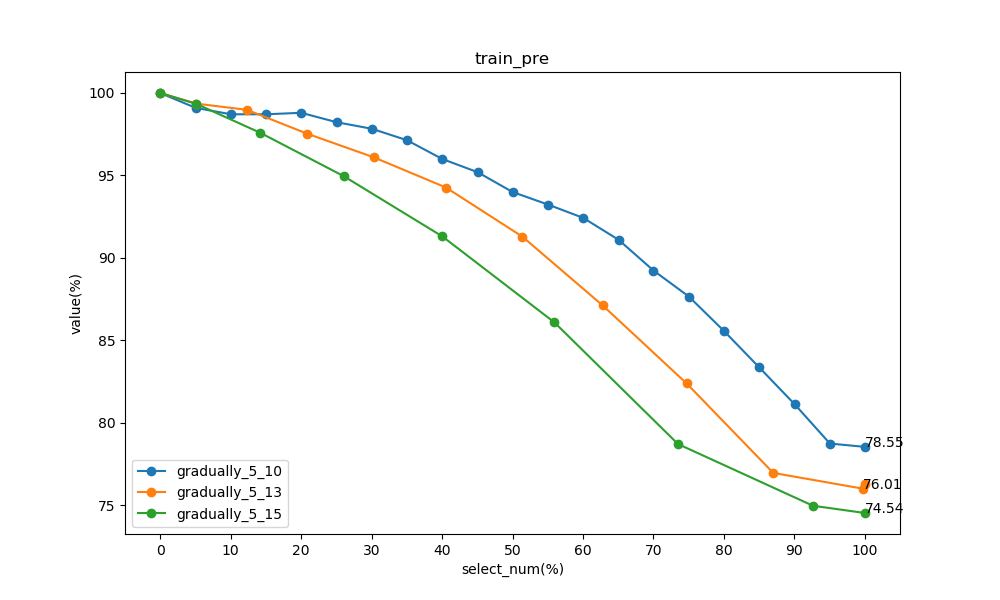 train_pre
value(%)
100
95
90
85
80
75
78.55
76.01
74.54
gradually_5_10
gradually_5_13
gradually_5_15
0 10 20 30 40 50 60 70 80 90 100
select_num(%)